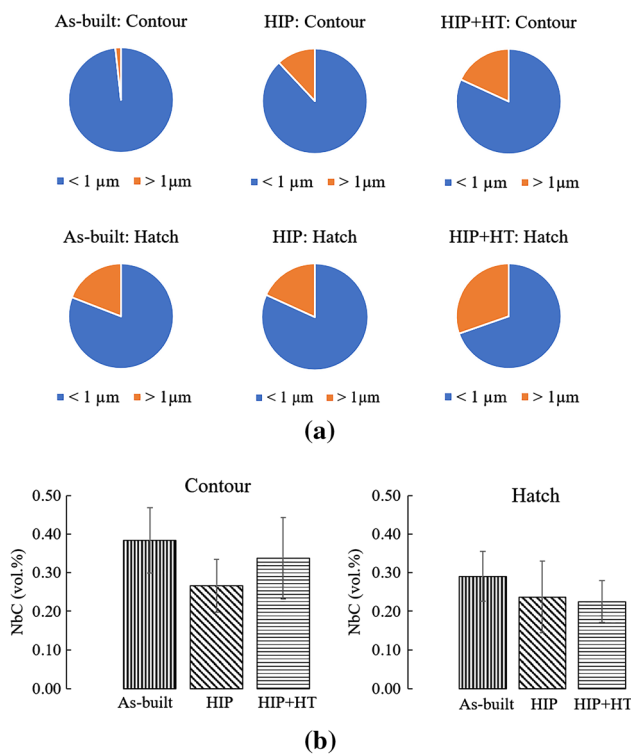 As-built: Contour
HIP: Contour
HIP+HT: Contour
< 1 µm > 1µm
< 1 µm > 1µm
< 1 µm > 1µm
As-built: Hatch
HIP: Hatch
HIP+HT: Hatch
< 1 µm > 1µm
< 1 µm > 1µm
< 1 µm > 1µm
(a)
Contour
NbC (vol.%)
0.50
0.40
0.30
0.20
0.10
0.00
As-built HIP HIP+HT
Hatch
NbC (vol.%)
0.50
0.40
0.30
0.20
0.10
0.00
As-built HIP HIP+HT
(b)